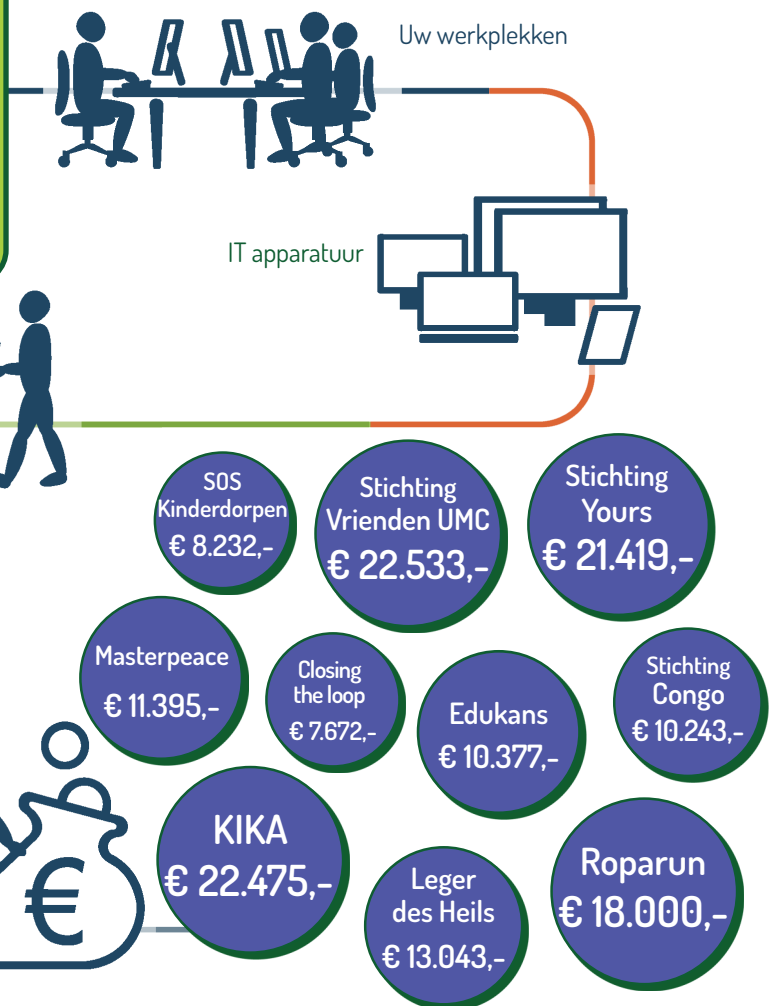 Uw werkplekken
IT apparatuur
SOS
Kinderdorpen
€ 8.232,-
Stichting
Vrienden UMC
€ 22.533,-
Stichting
Yours
€ 21.419,-
Masterpeace
€ 11.395,-
Closing
the loop
€ 7.672,-
Edukans
€ 10.377,-
Stichting
Congo
€ 10.243,-
KIKA
€ 22.475,-
Leger
des Heils
€ 13.043,-
Roparun
€ 18.000,-
€